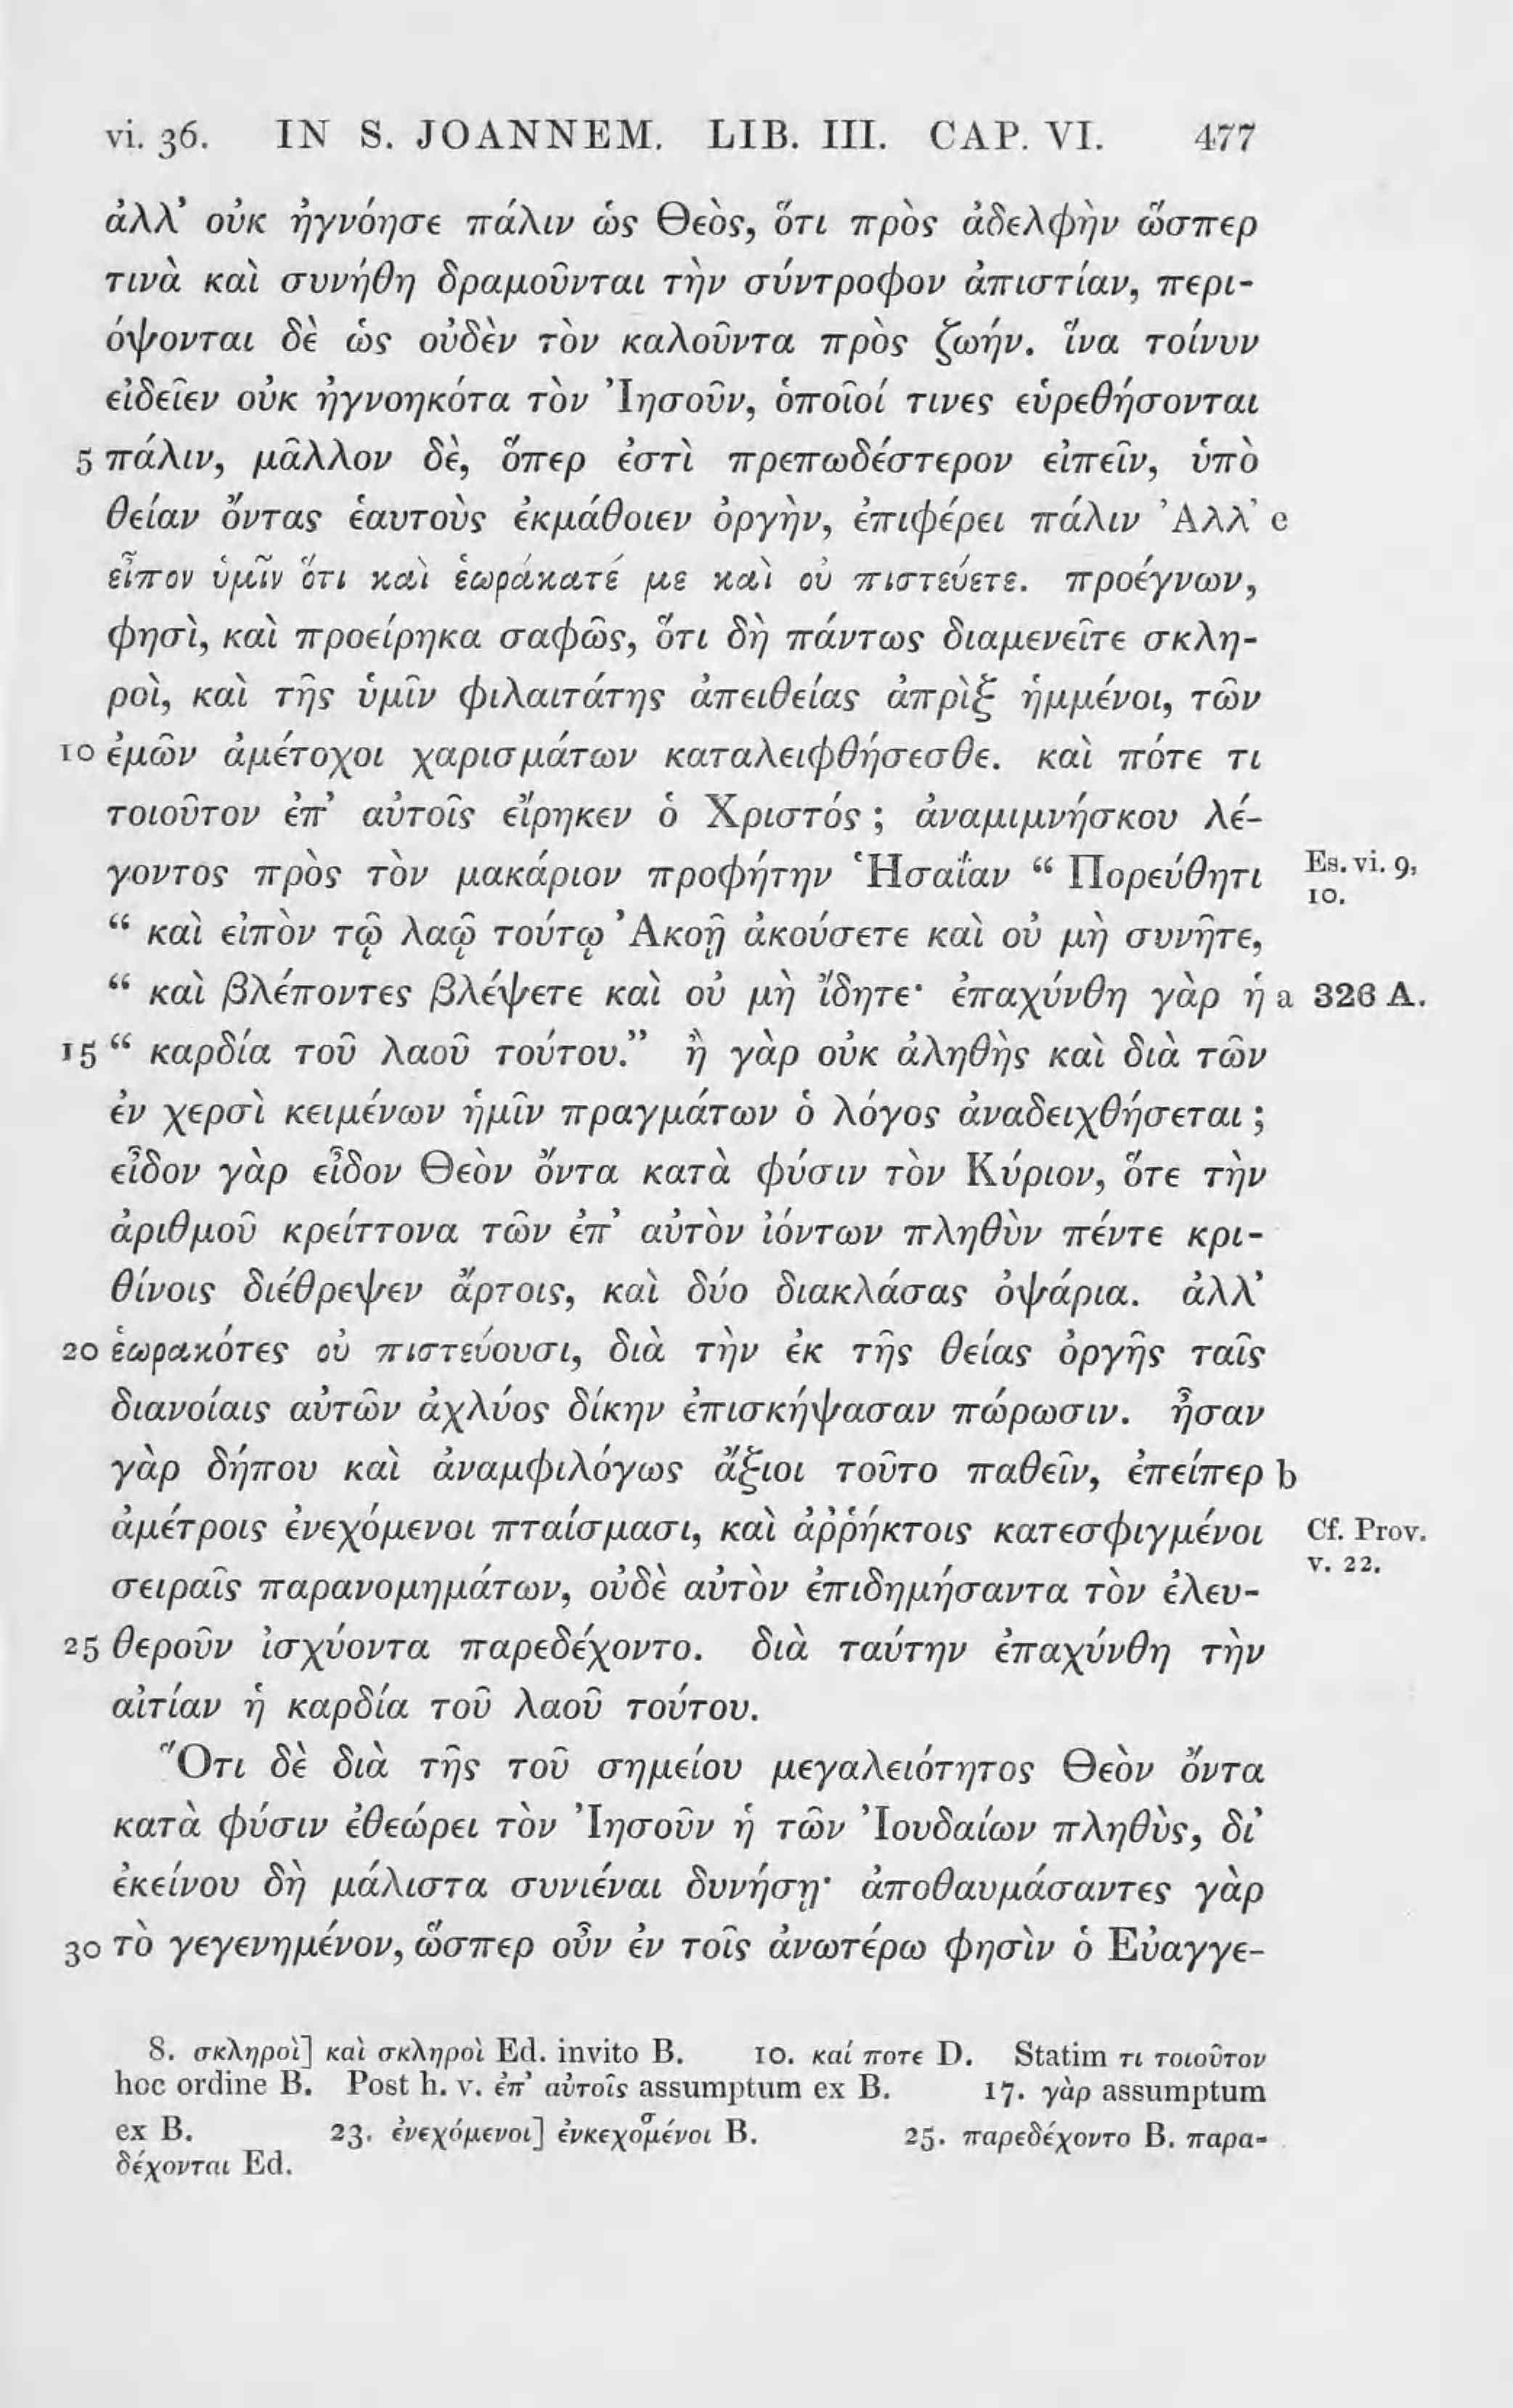 vi. 36. IN S. JOANNEM. LIB. III. CAP. VI. 477
ἀλλ’ οὐκ ἠγνόησε πάλιν ὡς Θεὸς, ὅτι πρὸς ἀδελφὴν ὥσπερ
τινὰ καὶ συνήθη δραμοῦνται τὴν σύντροφον ἀπιστίαν, περι-
όψονται δὲ ὡς οὐδὲν τὸν καλοῦντα πρὸς ζωήν. ἵνα τοίνυν
εἰδεῖεν οὐκ ἠγνοηκότα τὸν Ἰησοῦν, ὁποῖοί τινες εὑρεθήσονται
5 πάλιν, μᾶλλον δὲ, ὅπερ ἐστὶ πρεπωδέστερον εἰπεῖν, ὑπὸ
θείαν ὄντας ἑαυτοὺς ἐκμάθοιεν ὀργὴν, ἐπιφέρει πάλιν Ἀλλ’ e
εἶπον ὑμῖν ὅτι καὶ ἑωράκατέ με καὶ οὐ πιστεύετε. προέγνων,
φησὶ, καὶ προείρηκα σαφῶς, ὅτι δὴ πάντως διαμενεῖτε σκλη-
ροὶ, καὶ τῆς ὑμῖν φιλαιτάτης ἀπειθείας ἀπρὶξ ἡμμένοι, τῶν
10 ἐμῶν ἀμέτοχοι χαρισμάτων καταλειφθήσεσθε. καὶ πότε τι
τοιοῦτον ἐπ’ αὐτοῖς εἴρηκεν ὁ Χριστός ; ἀναμιμνήσκου λέ-
γοντος πρὸς τὸν μακάριον προφήτην Ἡσαΐαν “ Πορεύθητι Es. vi. 9,
10.
“ καὶ εἰπὸν τῷ λαῷ τούτῳ Ἀκοῇ ἀκούσετε καὶ οὐ μὴ συνῆτε,
“ καὶ βλέποντες βλέψετε καὶ οὐ μὴ ἴδητε· ἐπαχύνθη γὰρ ἡ a 326 A.
15 “ καρδία τοῦ λαοῦ τούτου.” ἢ γὰρ οὐκ ἀληθὴς καὶ διὰ τῶν
ἐν χερσὶ κειμένων ἡμῖν πραγμάτων ὁ λόγος ἀναδειχθήσεται ;
εἶδον γὰρ εἶδον Θεὸν ὄντα κατὰ φύσιν τὸν Κύριον, ὅτε τὴν
ἀριθμοῦ κρείττονα τῶν ἐπ’ αὐτὸν ἰόντων πληθὺν πέντε κρι-
θίνοις διέθρεψεν ἄρτοις, καὶ δύο διακλάσας ὀψάρια. ἀλλ’
20 ἑωρακότες οὐ πιστεύουσι, διὰ τὴν ἐκ τῆς θείας ὀργῆς ταῖς
διανοίαις αὐτῶν ἀχλύος δίκην ἐπισκήψασαν πώρωσιν. ἦσαν
γὰρ δήπου καὶ ἀναμφιλόγως ἄξιοι τοῦτο παθεῖν, ἐπείπερ b
ἀμέτροις ἐνεχόμενοι πταίσμασι, καὶ ἀῤῥήκτοις κατεσφιγμένοι Cf. Prov.
v. 22.
σειραῖς παρανομημάτων, οὐδὲ αὐτὸν ἐπιδημήσαντα τὸν ἐλευ-
25 θεροῦν ἰσχύοντα παρεδέχοντο. διὰ ταύτην ἐπαχύνθη τὴν
αἰτίαν ἡ καρδία τοῦ λαοῦ τούτου.
Ὅτι δὲ διὰ τῆς τοῦ σημείου μεγαλειότητος Θεὸν ὄντα
κατὰ φύσιν ἐθεώρει τὸν Ἰησοῦν ἡ τῶν Ἰουδαίων πληθὺς, δι’
ἐκείνου δὴ μάλιστα συνιέναι δυνήσῃ· ἀποθαυμάσαντες γὰρ
30 τὸ γεγενημένον, ὥσπερ οὖν ἐν τοῖς ἀνωτέρω φησὶν ὁ Εὐαγγε-
8. σκληροὶ] καὶ σκληροὶ Ed. invito B. 10. καί ποτε D. Statim τι τοιοῦτον
hoc ordine B. Post h. v. ἐπ’ αὐτοῖς assumptum ex B. 17. γὰρ assumptum
ex B. 23. ἐνεχόμενοι] ἐνκεχομένοι B. 25. παρεδέχοντο B. παρα-
δέχονται Ed.